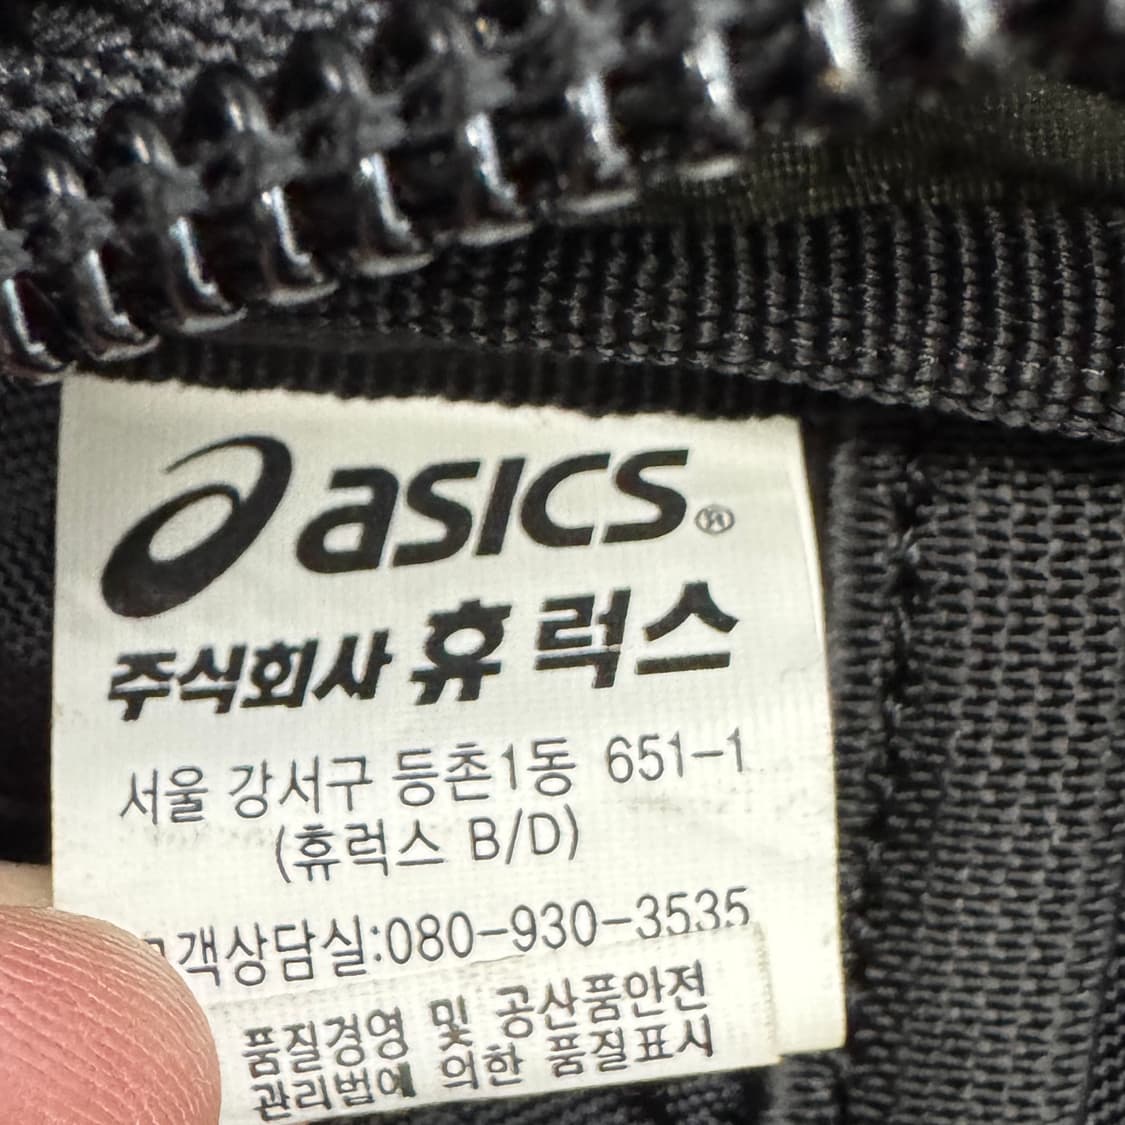 asics®
주식회사 휴럭스
서울 강서구 등촌1동 651-1
(휴럭스 B/D)
객상담실:080-930-3535
품질경영 및 공산품안전
관리법에 의한 품질표시